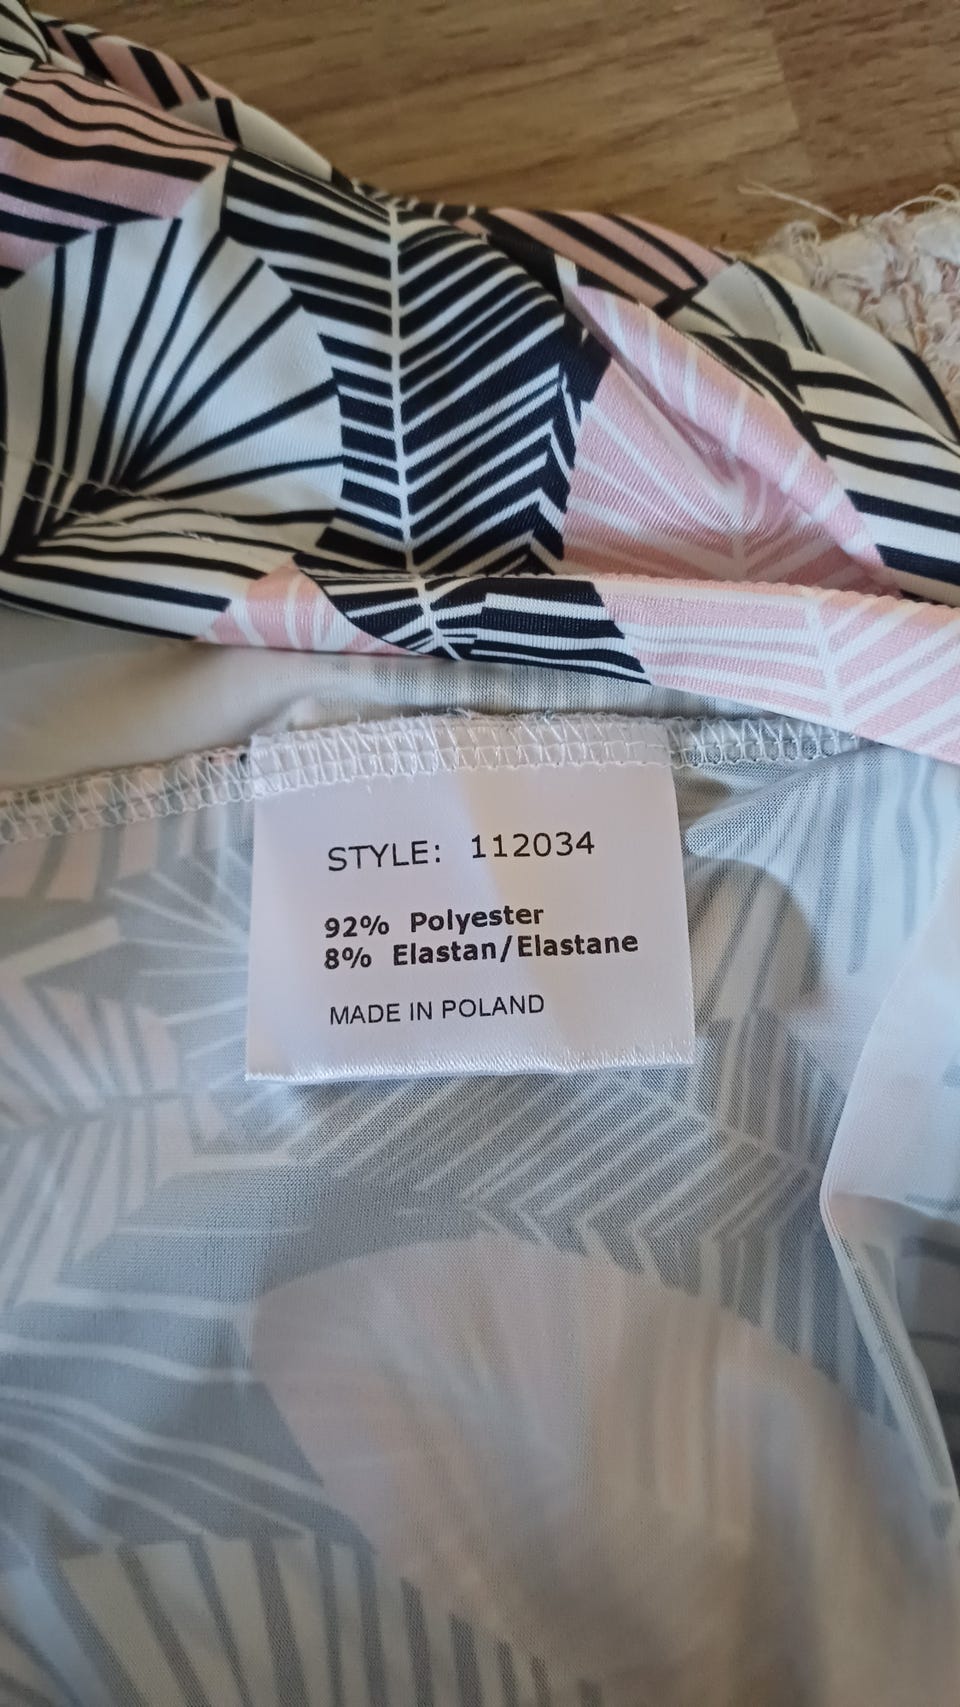 STYLE: 112034
92% Polyester
8% Elastan/Elastane
MADE IN POLAND